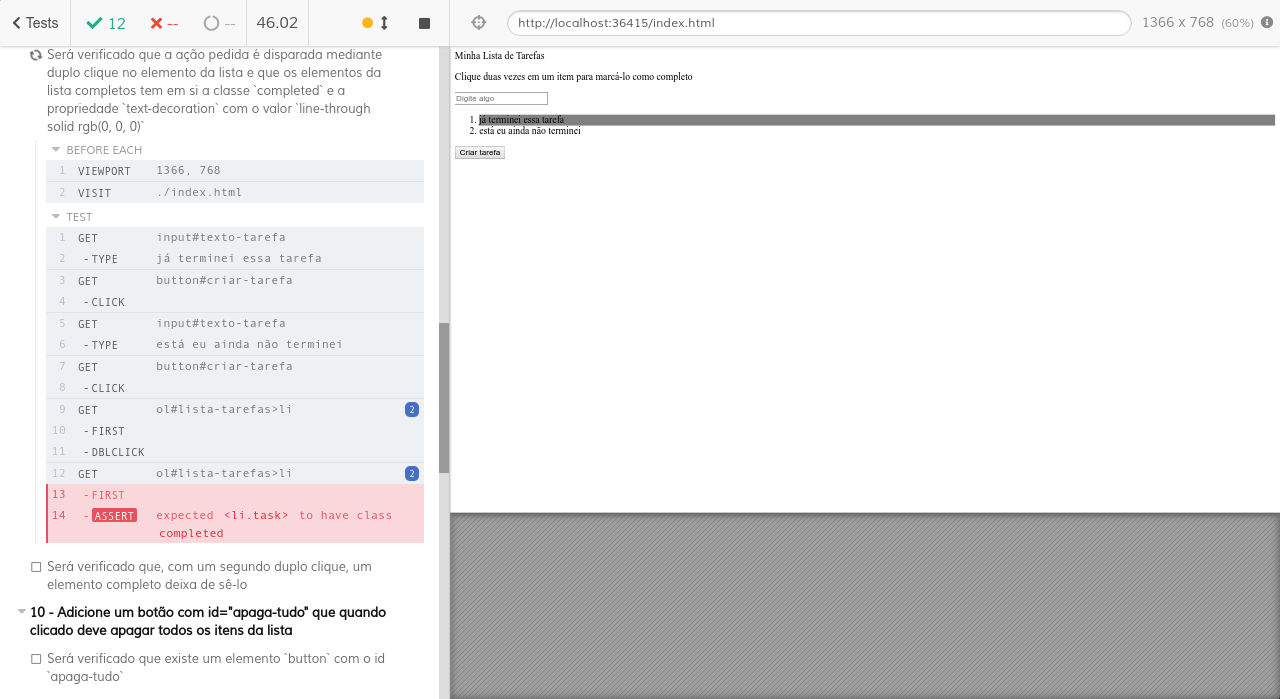 Tests
12
--
--
46.02
http://localhost:36415/index.html
1366 x 768 (60%)
Será verificado que a ação pedida é disparada mediante
duplo clique no elemento da lista e que os elementos da
lista completos tem em si a classe `completed` e a
propriedade `text-decoration` com o valor `line-through
solid rgb(0, 0, 0)`
BEFORE EACH
1 VIEWPORT 1366, 768
2 VISIT ./index.html
TEST
1 GET input#texto-tarefa
2 -TYPE já terminei essa tarefa
3 GET button#criar-tarefa
4 -CLICK
5 GET input#texto-tarefa
6 -TYPE está eu ainda não terminei
7 GET button#criar-tarefa
8 -CLICK
9 GET ol#lista-tarefas>li 2
10 -FIRST
11 -DBLCLICK
12 GET ol#lista-tarefas>li 2
13 -FIRST
14 -ASSERT expected <li.task> to have class
completed
Será verificado que, com um segundo duplo clique, um
elemento completo deixa de sê-lo
10 - Adicione um botão com id="apaga-tudo" que quando
clicado deve apagar todos os itens da lista
Será verificado que existe um elemento `button` com o id
`apaga-tudo`
Minha Lista de Tarefas
Clique duas vezes em um item para marcá-lo como completo
Digite algo
1. já terminei essa tarefa
2. está eu ainda não terminei
Criar tarefa